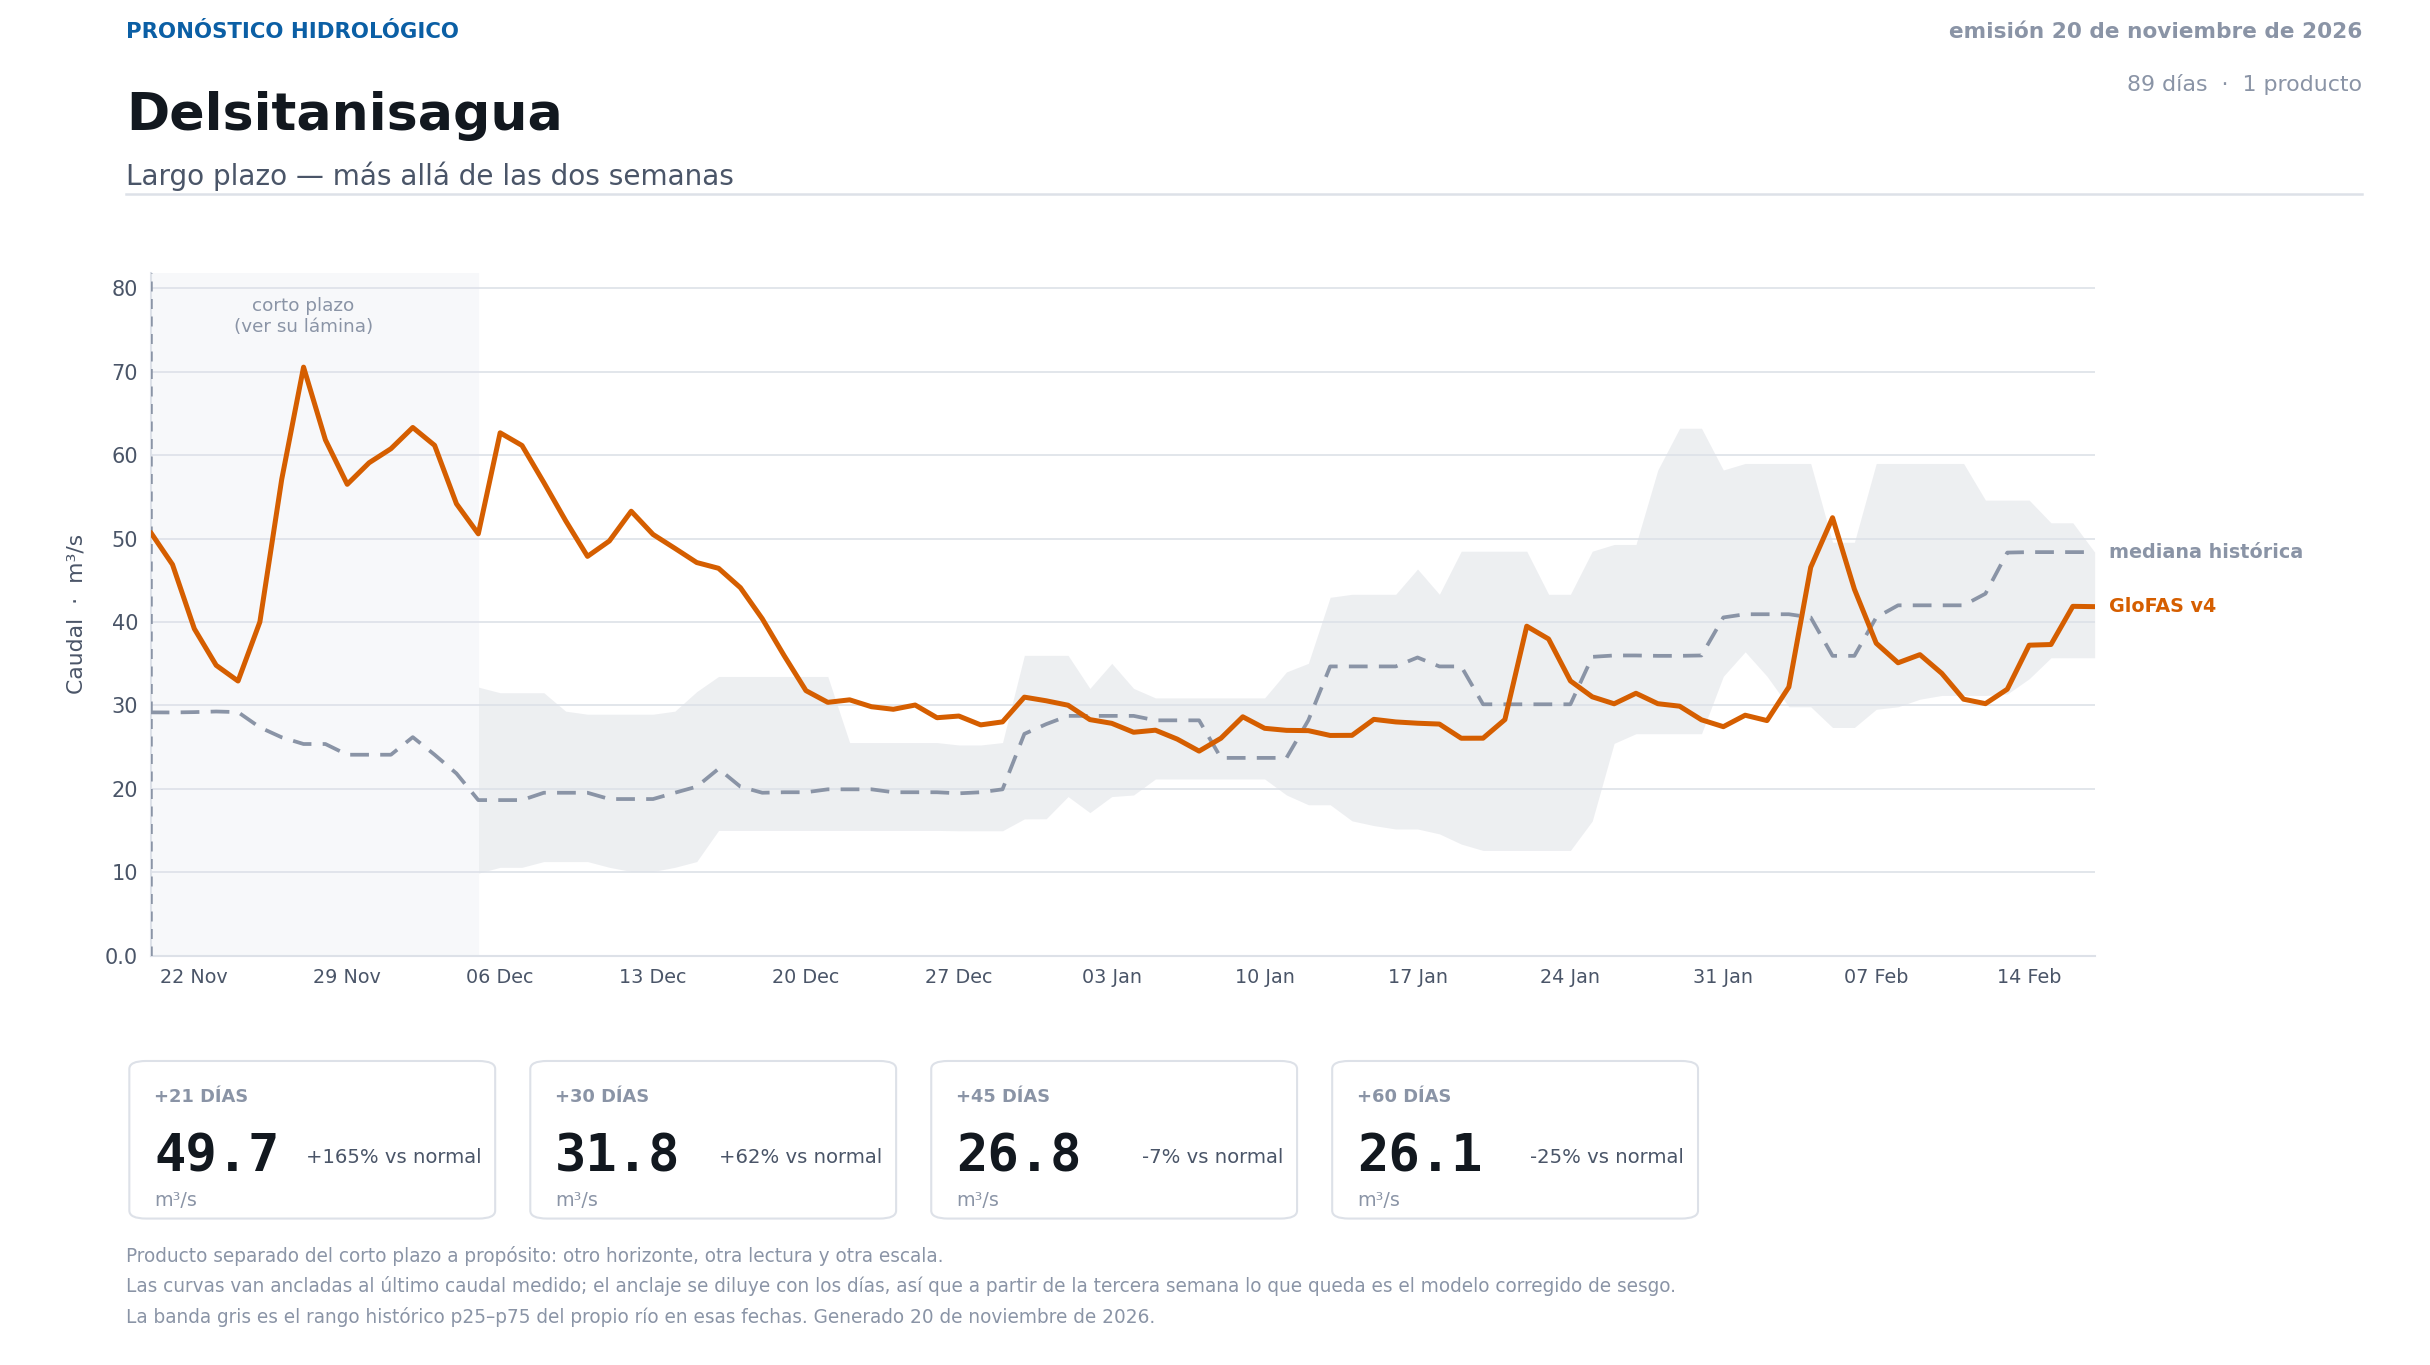 PRONÓSTICO HIDROLÓGICO
emisión 20 de noviembre de 2026
89 días · 1 producto
Delsitanisagua
Largo plazo — más allá de las dos semanas
corto plazo
(ver su lámina)
Caudal · m³/s
80
70
60
50
40
30
20
10
0.0
mediana histórica
GloFAS v4
22 Nov 29 Nov 06 Dec 13 Dec 20 Dec 27 Dec 03 Jan 10 Jan 17 Jan 24 Jan 31 Jan 07 Feb 14 Feb
+21 DÍAS
49.7 +165% vs normal
m³/s
+30 DÍAS
31.8 +62% vs normal
m³/s
+45 DÍAS
26.8 -7% vs normal
m³/s
+60 DÍAS
26.1 -25% vs normal
m³/s
Producto separado del corto plazo a propósito: otro horizonte, otra lectura y otra escala.
Las curvas van ancladas al último caudal medido; el anclaje se diluye con los días, así que a partir de la tercera semana lo que queda es el modelo corregido de sesgo.
La banda gris es el rango histórico p25–p75 del propio río en esas fechas. Generado 20 de noviembre de 2026.